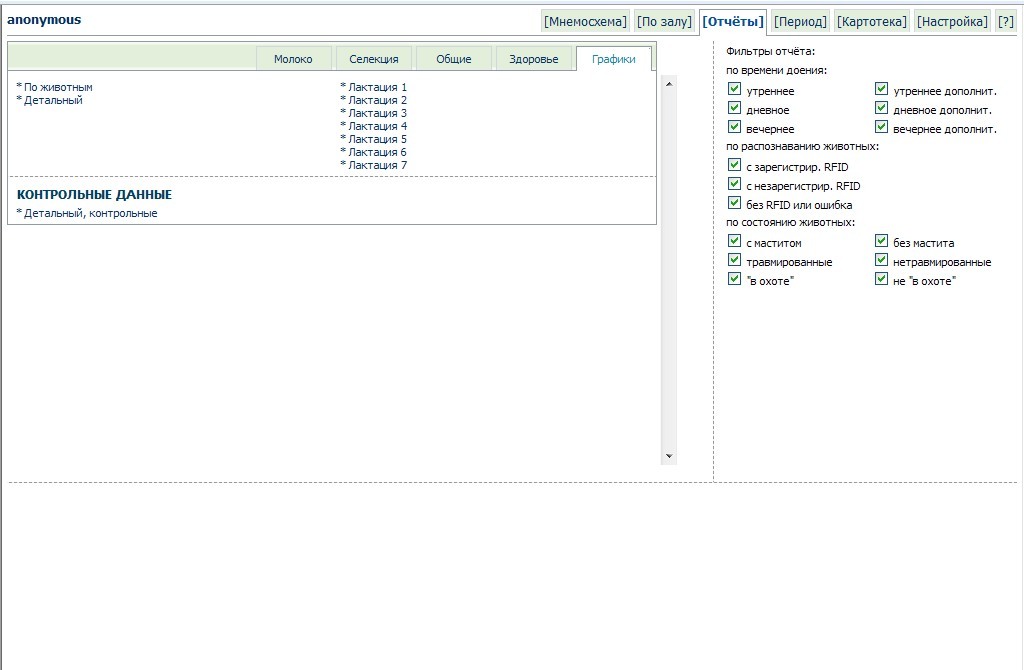 anonymous
[Мнемосхема] [По залу] [Отчёты] [Период] [Картотека] [Настройка] [?]
Молоко Селекция Общие Здоровье Графики
* По животным
* Детальный
* Лактация 1
* Лактация 2
* Лактация 3
* Лактация 4
* Лактация 5
* Лактация 6
* Лактация 7
КОНТРОЛЬНЫЕ ДАННЫЕ
* Детальный, контрольные
Фильтры отчёта:
по времени доения:
утреннее утреннее дополнит.
дневное дневное дополнит.
вечернее вечернее дополнит.
по распознаванию животных:
с зарегистрир. RFID
с незарегистрир. RFID
без RFID или ошибка
по состоянию животных:
с маститом без мастита
травмированные нетравмированные
"в охоте" не "в охоте"